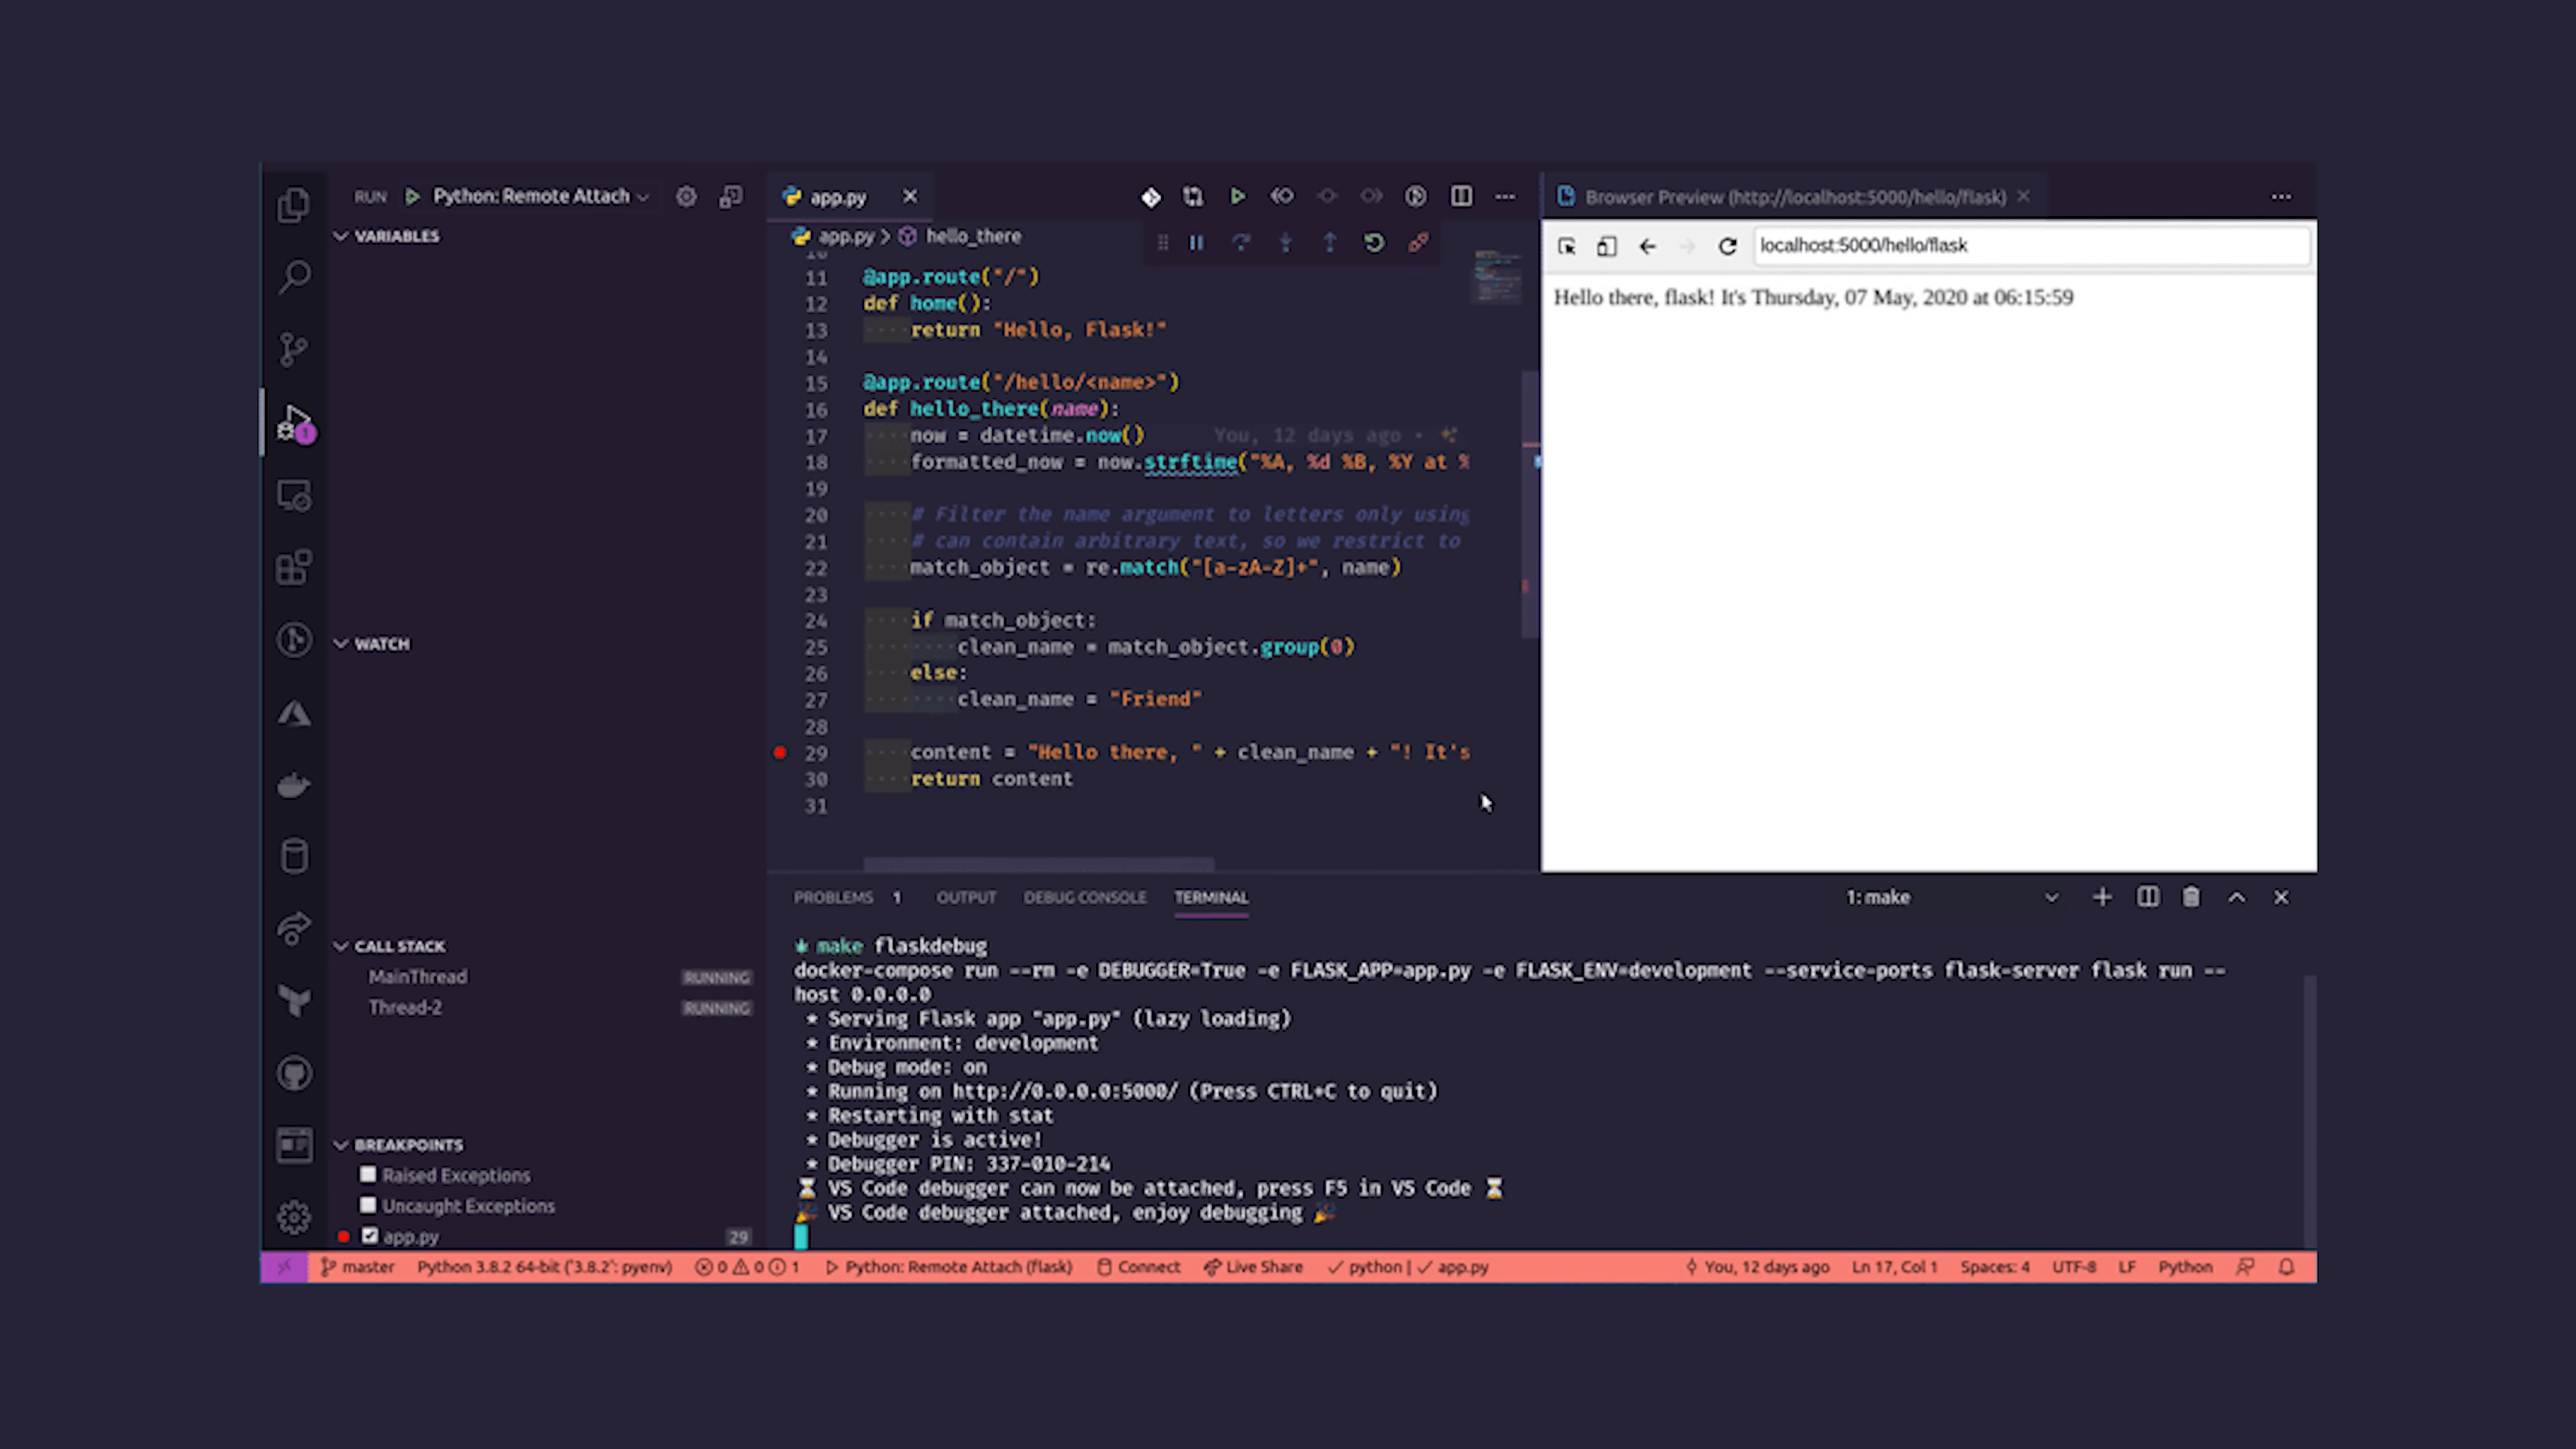 RUN Python: Remote Attach
VARIABLES
WATCH
CALL STACK
MainThread RUNNING
Thread-2 RUNNING
BREAKPOINTS
Raised Exceptions
Uncaught Exceptions
app.py 29
1
app.py
app.py > hello_there
11 @app.route("/")
12 def home():
13 ····return "Hello, Flask!"
14
15 @app.route("/hello/<name>")
16 def hello_there(name):
17 ····now = datetime.now() You, 12 days ago •
18 ····formatted_now = now.strftime("%A, %d %B, %Y at %
19
20 ····# Filter the name argument to letters only using
21 ····# can contain arbitrary text, so we restrict to
22 ····match_object = re.match("[a-zA-Z]+", name)
23
24 ····if match_object:
25 ········clean_name = match_object.group(0)
26 ····else:
27 ········clean_name = "Friend"
28
29 ····content = "Hello there, " + clean_name + "! It's
30 ····return content
31
Browser Preview (http://localhost:5000/hello/flask)
localhost:5000/hello/flask
Hello there, flask! It's Thursday, 07 May, 2020 at 06:15:59
PROBLEMS 1 OUTPUT DEBUG CONSOLE TERMINAL 1: make
make flaskdebug
docker-compose run --rm -e DEBUGGER=True -e FLASK_APP=app.py -e FLASK_ENV=development --service-ports flask-server flask run --
host 0.0.0.0
* Serving Flask app "app.py" (lazy loading)
* Environment: development
* Debug mode: on
* Running on http://0.0.0.0:5000/ (Press CTRL+C to quit)
* Restarting with stat
* Debugger is active!
* Debugger PIN: 337-010-214
⏳ VS Code debugger can now be attached, press F5 in VS Code ⏳
🎉 VS Code debugger attached, enjoy debugging 🎉
master Python 3.8.2 64-bit ('3.8.2': pyenv) 0 0 1 Python: Remote Attach (flask) Connect Live Share ✓ python | ✓ app.py You, 12 days ago Ln 17, Col 1 Spaces: 4 UTF-8 LF Python